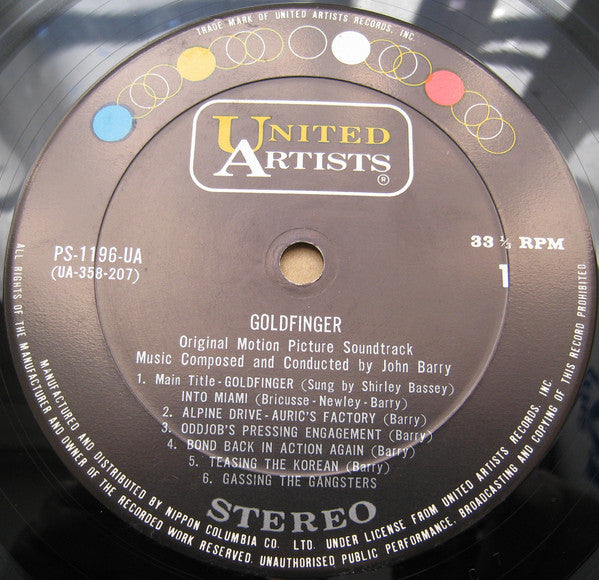 TRADE MARK OF UNITED ARTISTS RECORDS, INC.
UNITED
ARTISTS
®
PS-1196-UA
(UA-358-207)
33 ⅓ RPM
1
GOLDFINGER
Original Motion Picture Soundtrack
Music Composed and Conducted by John Barry
1. Main Title-GOLDFINGER (Sung by Shirley Bassey)
INTO MIAMI (Bricusse-Newley-Barry)
2. ALPINE DRIVE-AURIC'S FACTORY (Barry)
3. ODDJOB'S PRESSING ENGAGEMENT (Barry)
4. BOND BACK IN ACTION AGAIN (Barry)
5. TEASING THE KOREAN (Barry)
6. GASSING THE GANGSTERS
STEREO
MANUFACTURED AND DISTRIBUTED BY NIPPON COLUMBIA CO. LTD. UNDER LICENSE FROM UNITED ARTISTS RECORDS, INC.
ALL RIGHTS OF THE MANUFACTURER AND OWNER OF THE RECORDED WORK RESERVED. UNAUTHORISED PUBLIC PERFORMANCE, BROADCASTING AND COPYING OF THIS RECORD PROHIBITED.